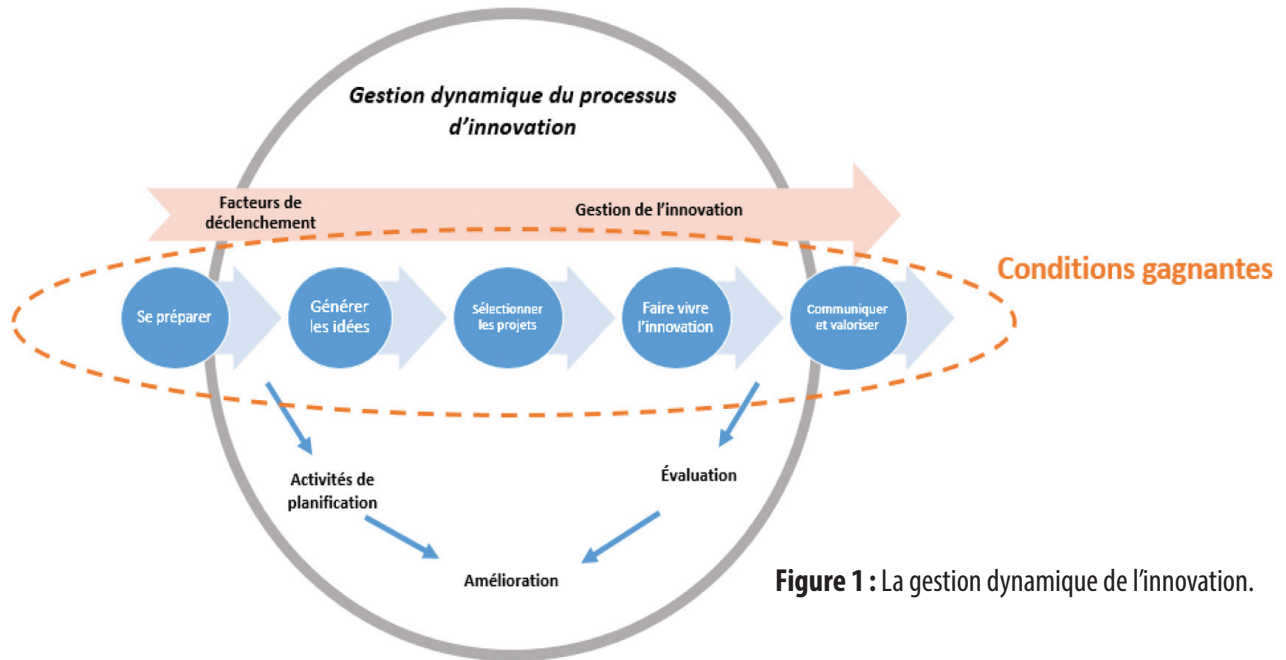 Gestion dynamique du processus
d'innovation
Facteurs de
déclenchement
Gestion de l'innovation
Conditions gagnantes
Se préparer
Générer
les idées
Sélectionner
les projets
Faire vivre
l'innovation
Communiquer
et valoriser
Activités de
planification
Évaluation
Amélioration
Figure 1 : La gestion dynamique de l'innovation.